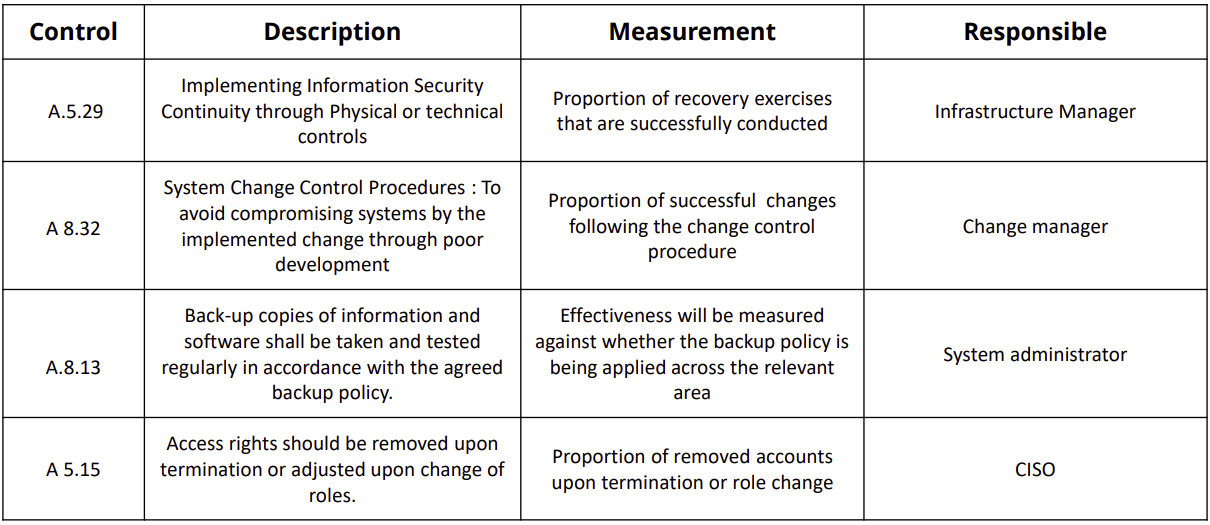 Control Description Measurement Responsible
A.5.29
Implementing Information Security
Continuity through Physical or technical
controls
Proportion of recovery exercises
that are successfully conducted
Infrastructure Manager
A 8.32
System Change Control Procedures : To
avoid compromising systems by the
implemented change through poor
development
Proportion of successful  changes
following the change control
procedure
Change manager
A.8.13
Back-up copies of information and
software shall be taken and tested
regularly in accordance with the agreed
backup policy.
Effectiveness will be measured
against whether the backup policy is
being applied across the relevant
area
System administrator
A 5.15
Access rights should be removed upon
termination or adjusted upon change of
roles.
Proportion of removed accounts
upon termination or role change
CISO